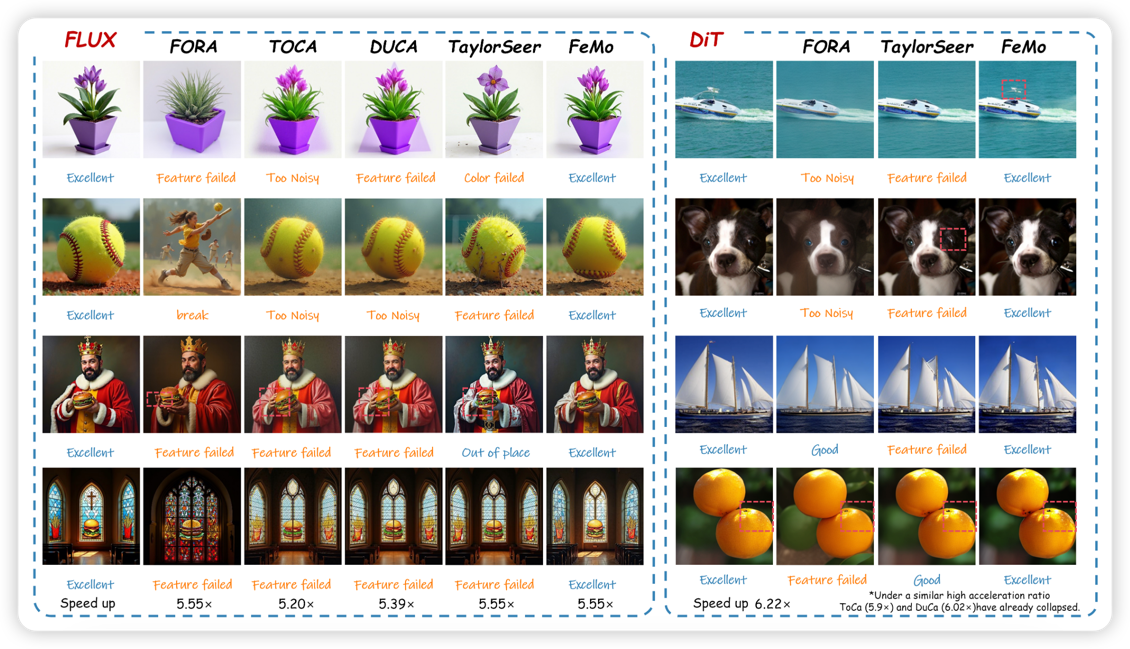 FLUX FORA TOCA DUCA TaylorSeer FeMo
Excellent Feature failed Too Noisy Feature failed Color failed Excellent
Excellent break Too Noisy Too Noisy Feature failed Excellent
Excellent Feature failed Feature failed Feature failed Out of place Excellent
Excellent Feature failed Feature failed Feature failed Feature failed Excellent
Speed up 5.55× 5.20× 5.39× 5.55× 5.55×
DiT FORA TaylorSeer FeMo
Excellent Too Noisy Feature failed Excellent
Excellent Too Noisy Feature failed Excellent
Excellent Good Feature failed Excellent
Excellent Feature failed Good Excellent
Speed up 6.22×
*Under a similar high acceleration ratio
ToCa (5.9×) and DuCa (6.02×)have already collapsed.